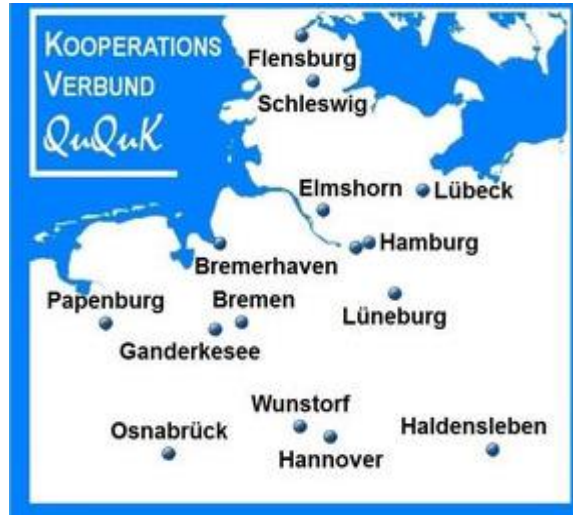 KOOPERATIONS
VERBUND
QuQuK
Flensburg
Schleswig
Elmshorn
Lübeck
Hamburg
Bremerhaven
Papenburg
Bremen
Lüneburg
Ganderkesee
Wunstorf
Osnabrück
Haldensleben
Hannover